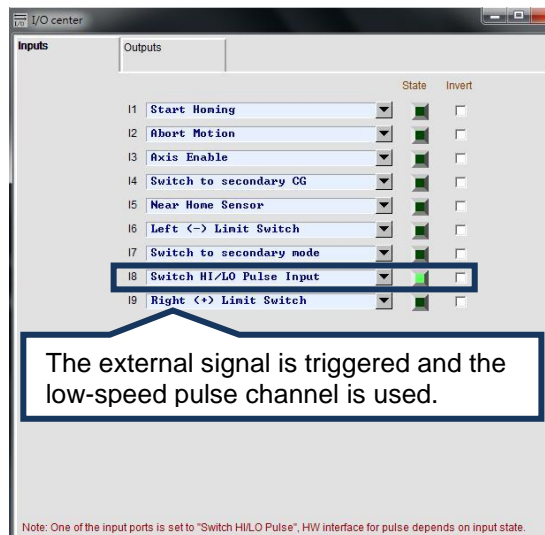 I/O center
Inputs
Outputs
State Invert
I1 Start Homing
I2 Abort Motion
I3 Axis Enable
I4 Switch to secondary CG
I5 Near Home Sensor
I6 Left (-) Limit Switch
I7 Switch to secondary mode
I8 Switch HI/LO Pulse Input
I9 Right (+) Limit Switch
The external signal is triggered and the
low-speed pulse channel is used.
Note: One of the input ports is set to "Switch HI/LO Pulse", HW interface for pulse depends on input state.